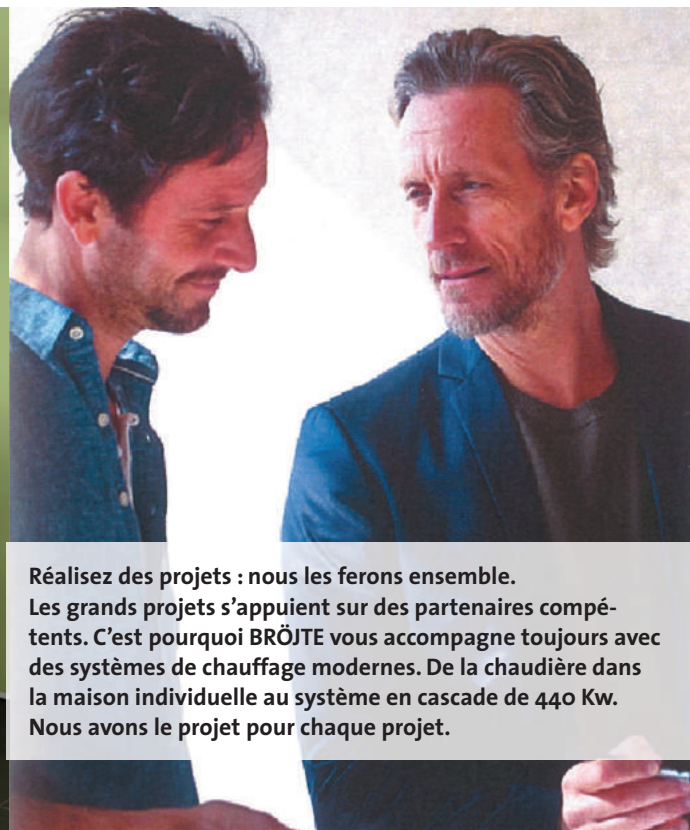 Réalisez des projets : nous les ferons ensemble.
Les grands projets s’appuient sur des partenaires compé-
tents. C’est pourquoi BRÖJTE vous accompagne toujours avec
des systèmes de chauffage modernes. De la chaudière dans
la maison individuelle au système en cascade de 440 Kw.
Nous avons le projet pour chaque projet.